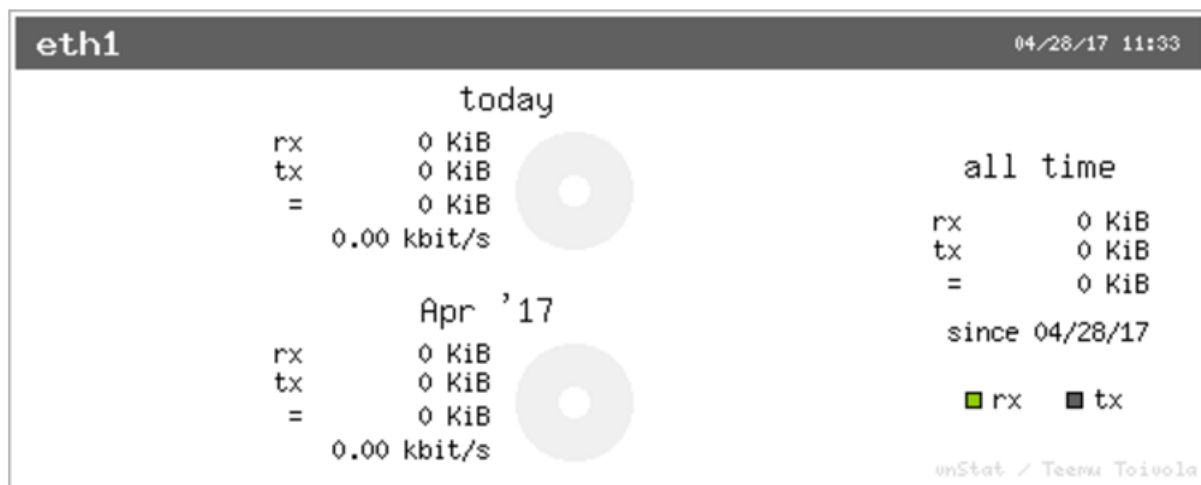 eth1 04/28/17 11:33
today
rx 0 KiB
tx 0 KiB
= 0 KiB
0.00 kbit/s
Apr '17
rx 0 KiB
tx 0 KiB
= 0 KiB
0.00 kbit/s
all time
rx 0 KiB
tx 0 KiB
= 0 KiB
since 04/28/17
rx tx
vnStat / Teemu Toivola